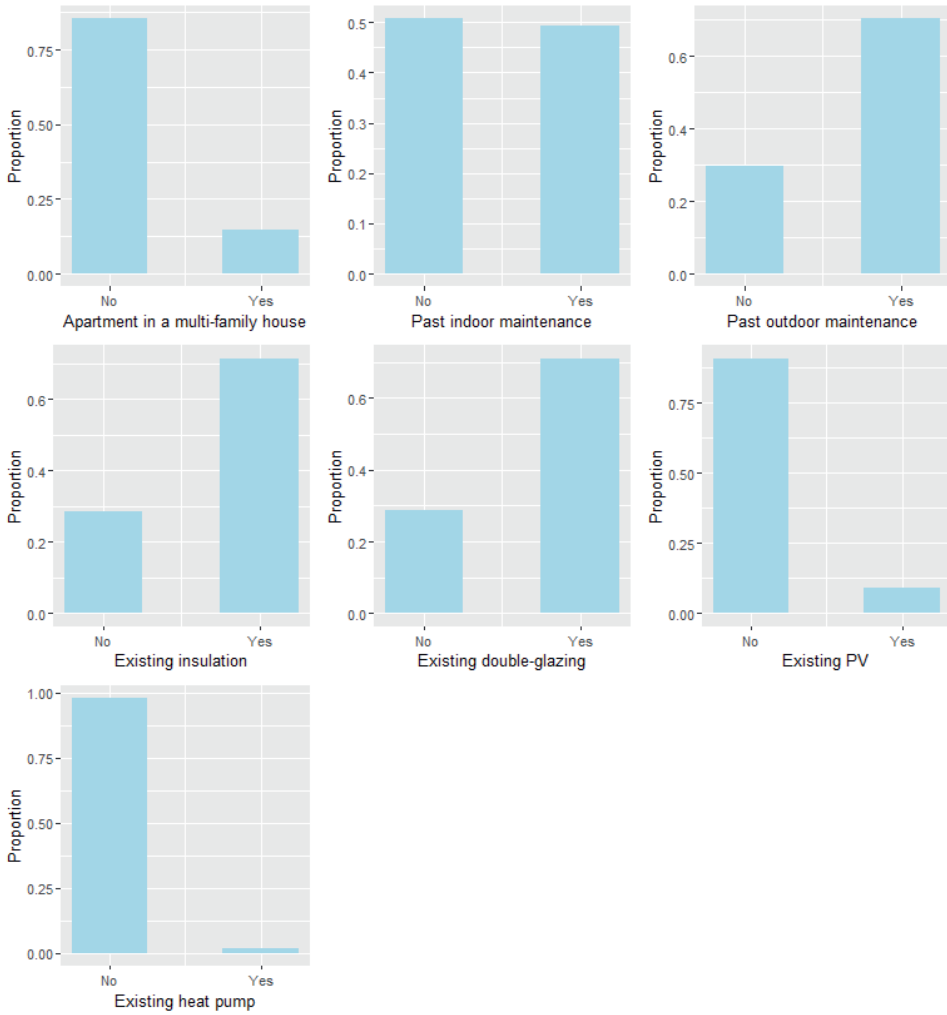 Proportion
0.75
0.50
0.25
0.00
No Yes
Apartment in a multi-family house
Proportion
0.5
0.4
0.3
0.2
0.1
0.0
No Yes
Past indoor maintenance
Proportion
0.6
0.4
0.2
0.0
No Yes
Past outdoor maintenance
Proportion
0.6
0.4
0.2
0.0
No Yes
Existing insulation
Proportion
0.6
0.4
0.2
0.0
No Yes
Existing double-glazing
Proportion
0.75
0.50
0.25
0.00
No Yes
Existing PV
Proportion
1.00
0.75
0.50
0.25
0.00
No Yes
Existing heat pump